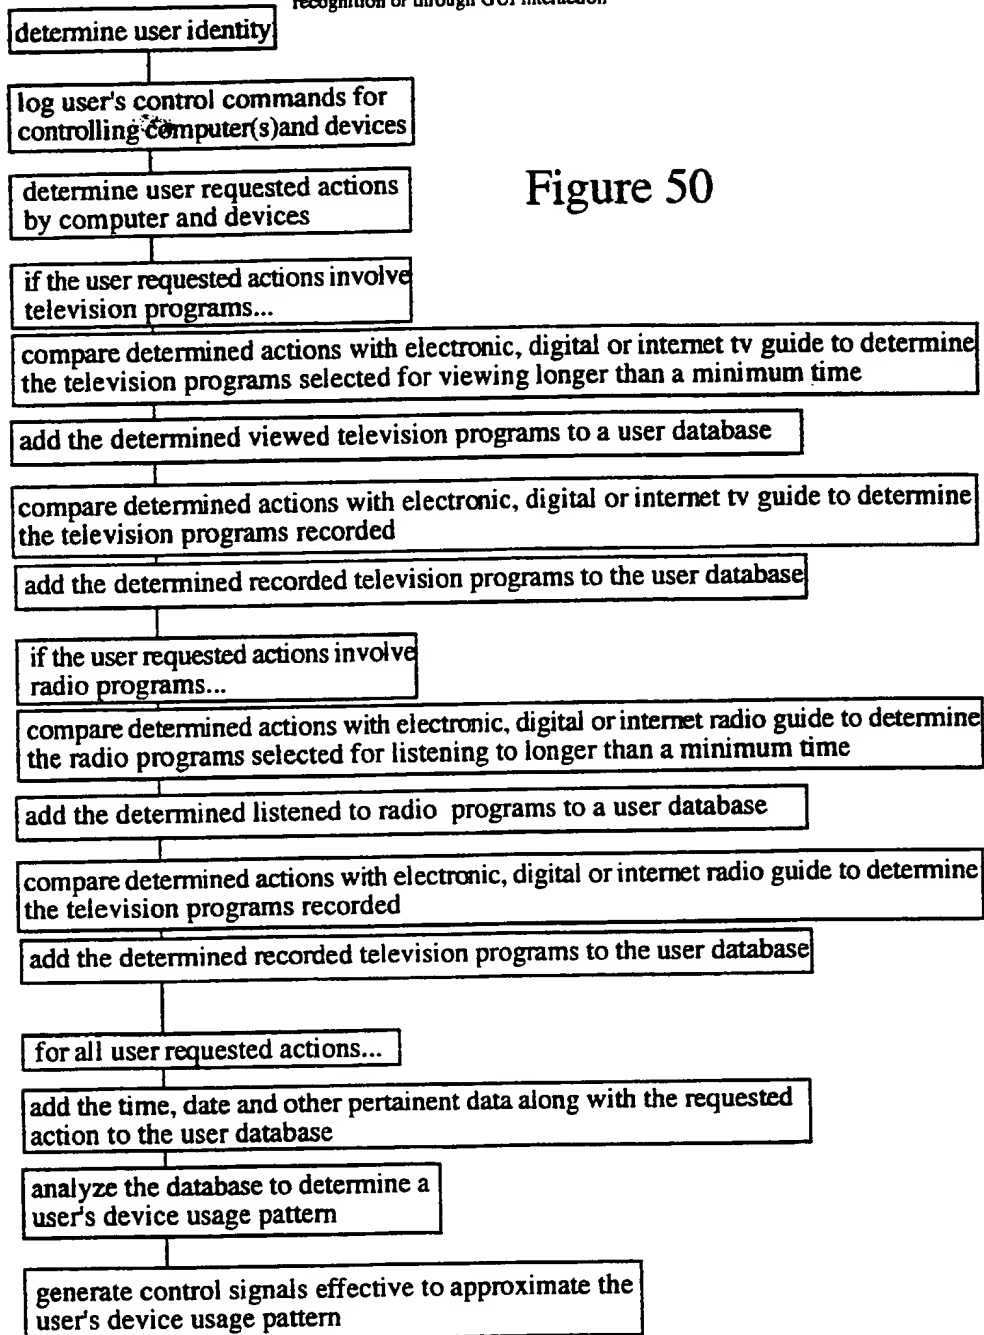 recognition or through GUI interaction
determine user identity
log user's control commands for
controlling computer(s)and devices
Figure 50
determine user requested actions
by computer and devices
if the user requested actions involve
television programs...
compare determined actions with electronic, digital or internet tv guide to determine
the television programs selected for viewing longer than a minimum time
add the determined viewed television programs to a user database
compare determined actions with electronic, digital or internet tv guide to determine
the television programs recorded
add the determined recorded television programs to the user database
if the user requested actions involve
radio programs...
compare determined actions with electronic, digital or internet radio guide to determine
the radio programs selected for listening to longer than a minimum time
add the determined listened to radio programs to a user database
compare determined actions with electronic, digital or internet radio guide to determine
the television programs recorded
add the determined recorded television programs to the user database
for all user requested actions...
add the time, date and other pertainent data along with the requested
action to the user database
analyze the database to determine a
user's device usage pattern
generate control signals effective to approximate the
user's device usage pattern